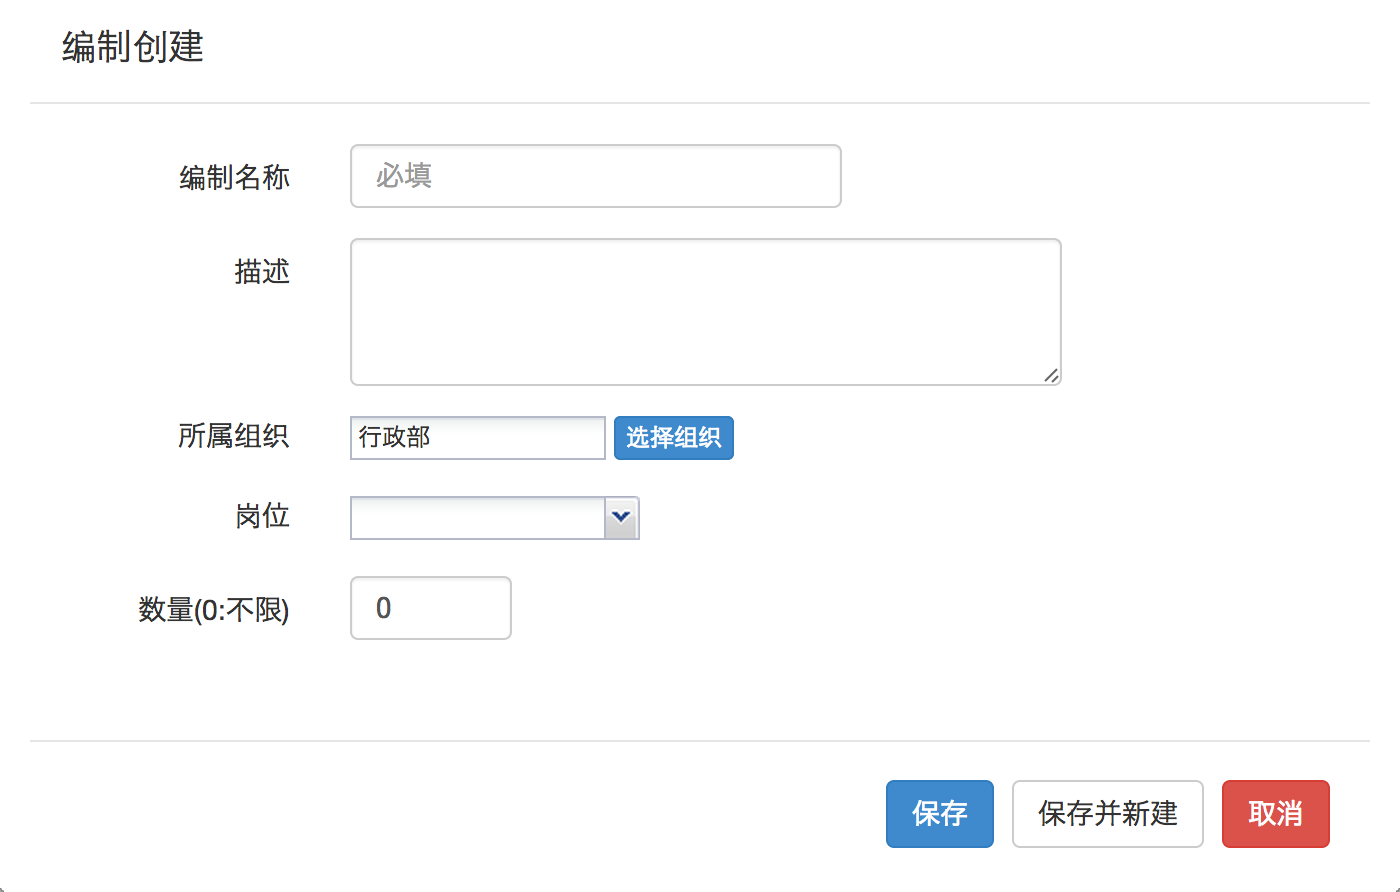 编制创建
编制名称 必填
描述
所属组织 行政部 选择组织
岗位
数量(0:不限) 0
保存 保存并新建 取消